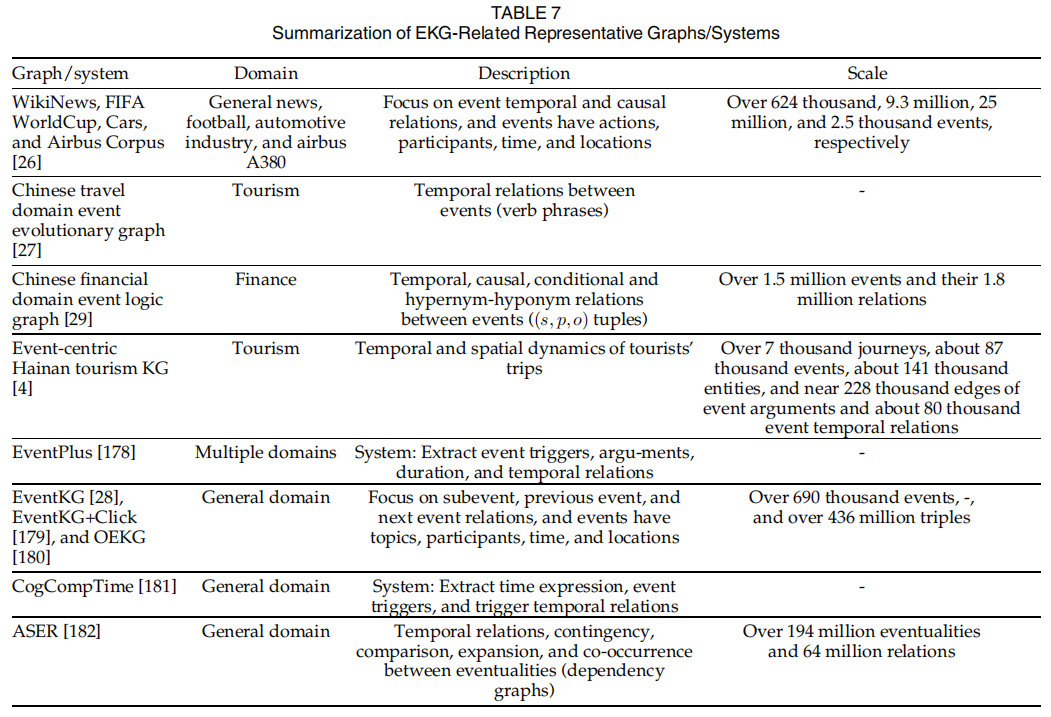 TABLE 7
Summarization of EKG-Related Representative Graphs/Systems
Graph/system Domain Description Scale
WikiNews, FIFA General news, Focus on event temporal and causal Over 624 thousand, 9.3 million, 25
WorldCup, Cars, football, automotive relations, and events have actions, million, and 2.5 thousand events,
and Airbus Corpus industry, and airbus participants, time, and locations respectively
[26] A380
Chinese travel Tourism Temporal relations between -
domain event events (verb phrases)
evolutionary graph
[27]
Chinese financial Finance Temporal, causal, conditional and Over 1.5 million events and their 1.8
domain event logic hypernym-hyponym relations million relations
graph [29] between events ((s, p, o) tuples)
Event-centric Tourism Temporal and spatial dynamics of tourists' Over 7 thousand journeys, about 87
Hainan tourism KG trips thousand events, about 141 thousand
[4] entities, and near 228 thousand edges of
event arguments and about 80 thousand
event temporal relations
EventPlus [178] Multiple domains System: Extract event triggers, argu-ments, -
duration, and temporal relations
EventKG [28], General domain Focus on subevent, previous event, and Over 690 thousand events, -,
EventKG+Click next event relations, and events have and over 436 million triples
[179], and OEKG topics, participants, time, and locations
[180]
CogCompTime [181] General domain System: Extract time expression, event -
triggers, and trigger temporal relations
ASER [182] General domain Temporal relations, contingency, Over 194 million eventualities
comparison, expansion, and co-occurrence and 64 million relations
between eventualities (dependency
graphs)